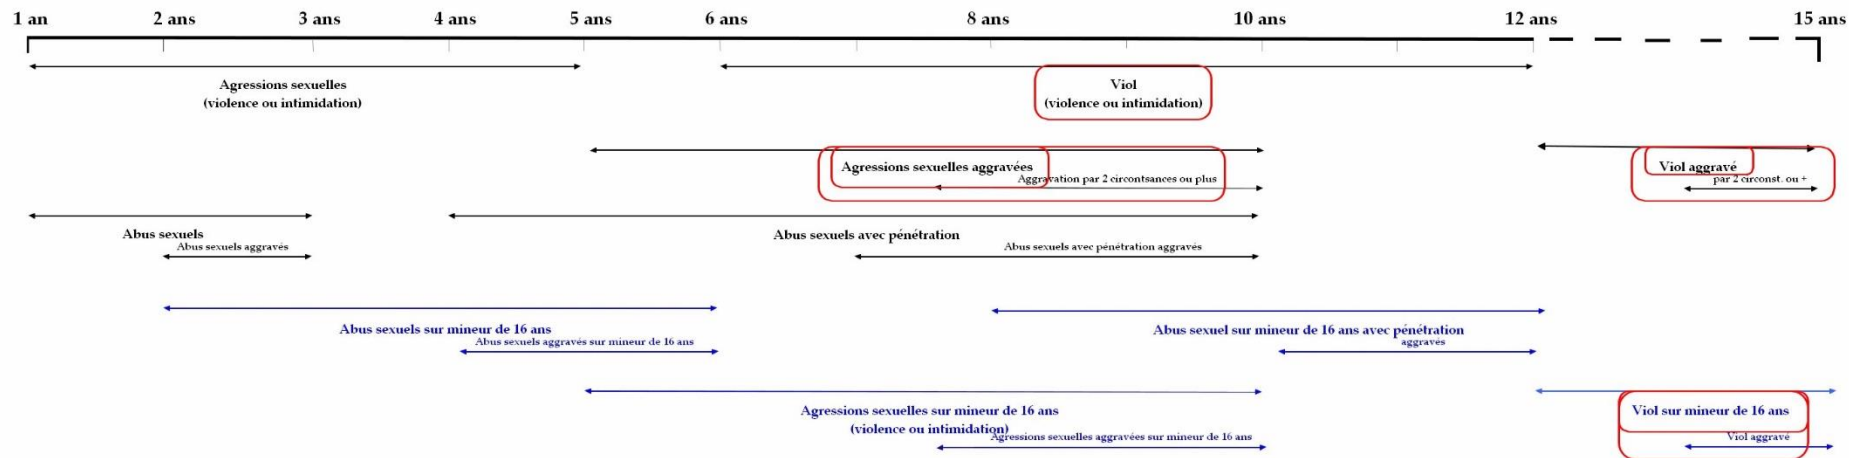 1 an 2 ans 3 ans 4 ans 5 ans 6 ans 8 ans 10 ans 12 ans 15 ans
Agressions sexuelles
(violence ou intimidation)
Viol
(violence ou intimidation)
Agressions sexuelles aggravées
Aggravation par 2 circontsances ou plus
Viol aggravé
par 2 circonst. ou +
Abus sexuels
Abus sexuels aggravés
Abus sexuels avec pénétration
Abus sexuels avec pénétration aggravés
Abus sexuels sur mineur de 16 ans
Abus sexuels aggravés sur mineur de 16 ans
Abus sexuel sur mineur de 16 ans avec pénétration
aggravés
Agressions sexuelles sur mineur de 16 ans
(violence ou intimidation)
Agressions sexuelles aggravées sur mineur de 16 ans
Viol sur mineur de 16 ans
Viol aggravé